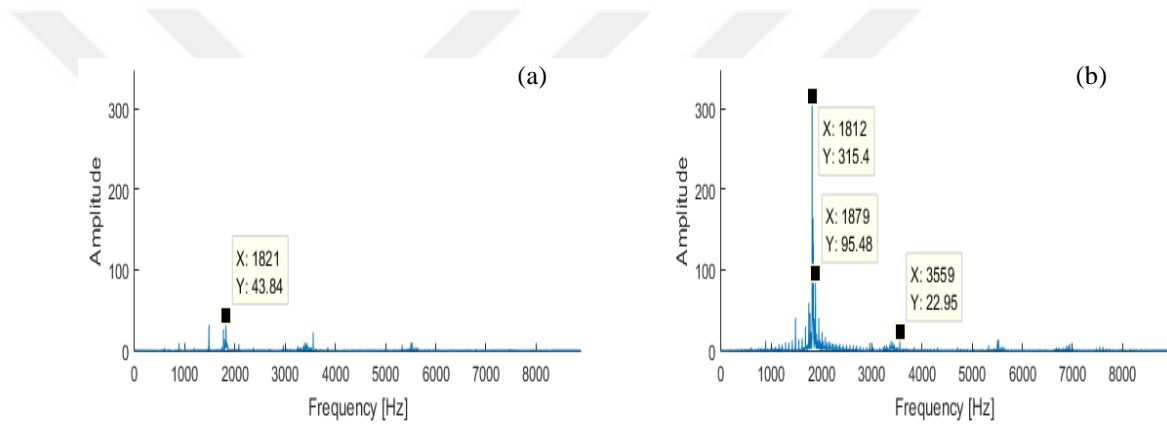 (a)
300
200
100
0
Amplitude
X: 1821
Y: 43.84
0 1000 2000 3000 4000 5000 6000 7000 8000
Frequency [Hz]
(b)
300
200
100
0
Amplitude
X: 1812
Y: 315.4
X: 1879
Y: 95.48
X: 3559
Y: 22.95
0 1000 2000 3000 4000 5000 6000 7000 8000
Frequency [Hz]